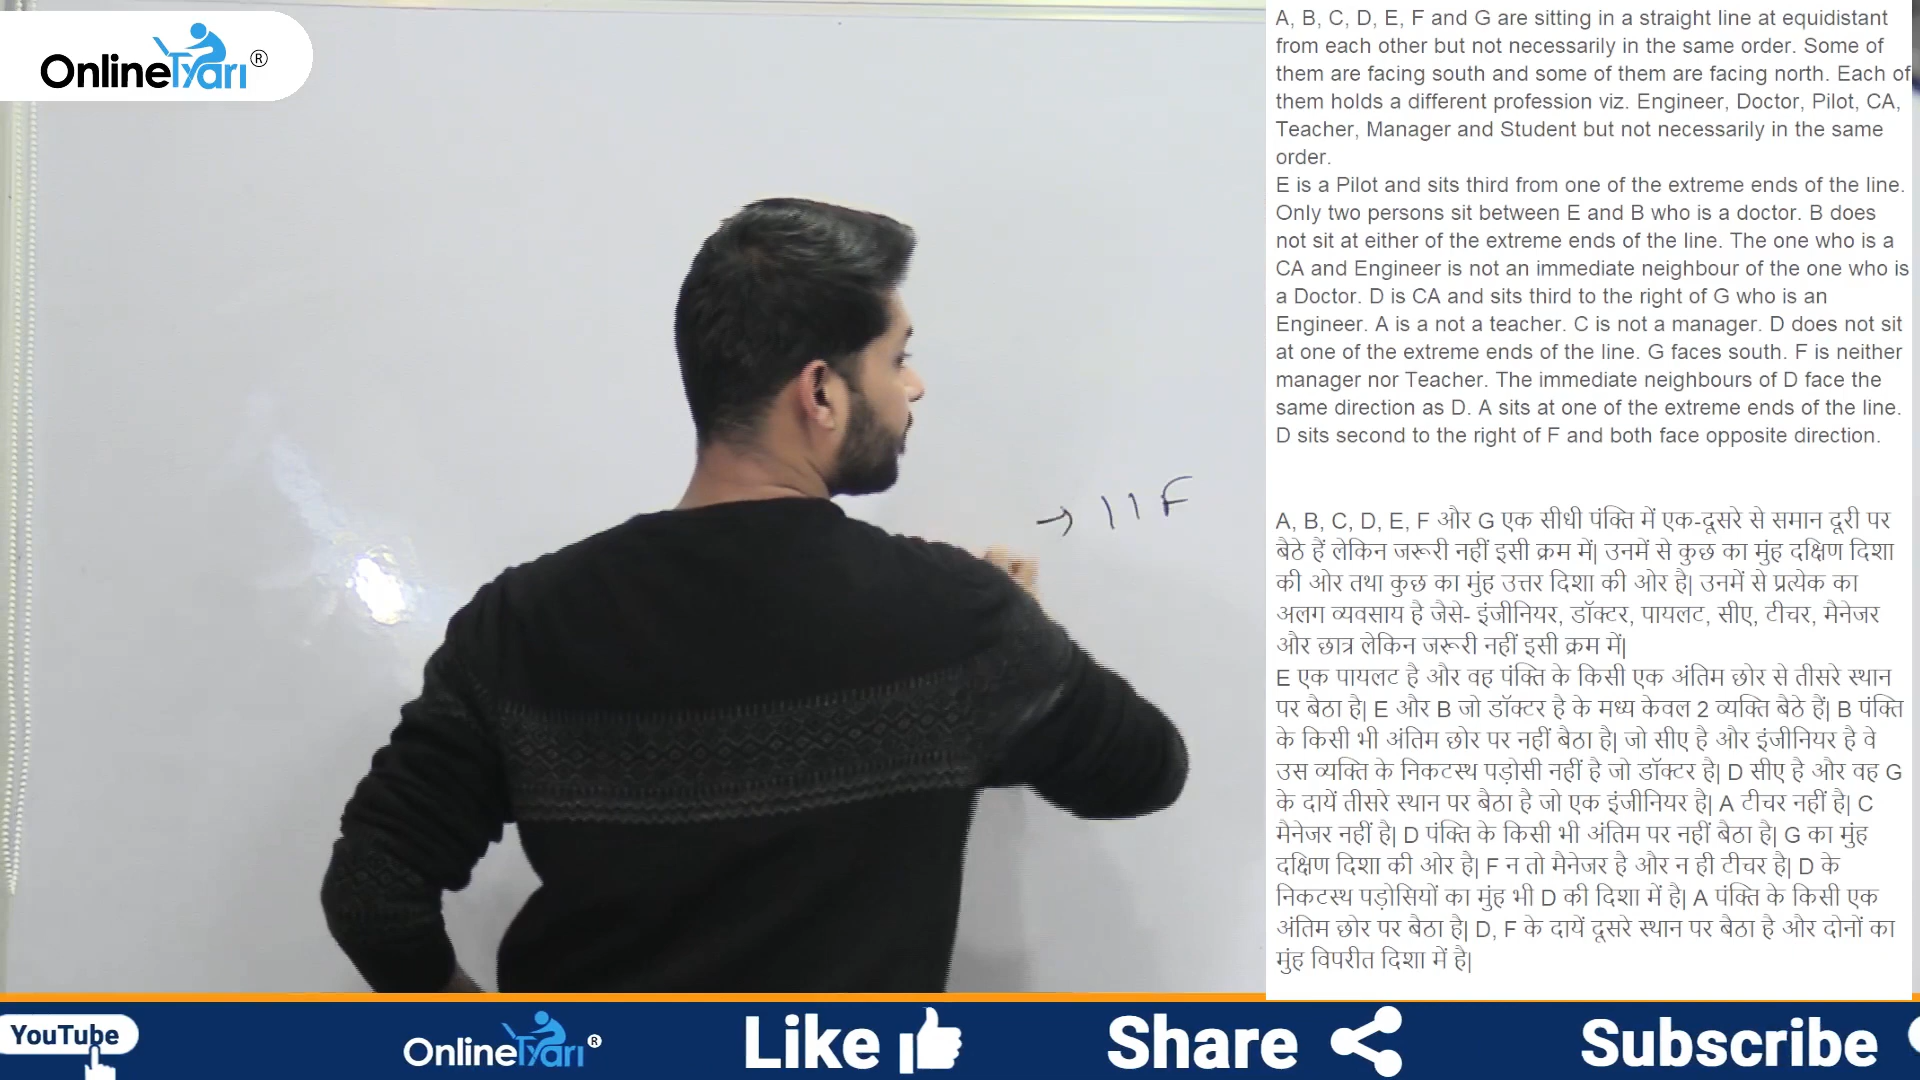 OnlineTyari®
A, B, C, D, E, F and G are sitting in a straight line at equidistant
from each other but not necessarily in the same order. Some of
them are facing south and some of them are facing north. Each of
them holds a different profession viz. Engineer, Doctor, Pilot, CA,
Teacher, Manager and Student but not necessarily in the same
order.
E is a Pilot and sits third from one of the extreme ends of the line.
Only two persons sit between E and B who is a doctor. B does
not sit at either of the extreme ends of the line. The one who is a
CA and Engineer is not an immediate neighbour of the one who is
a Doctor. D is CA and sits third to the right of G who is an
Engineer. A is a not a teacher. C is not a manager. D does not sit
at one of the extreme ends of the line. G faces south. F is neither
manager nor Teacher. The immediate neighbours of D face the
same direction as D. A sits at one of the extreme ends of the line.
D sits second to the right of F and both face opposite direction.
→ 11 F
A, B, C, D, E, F और G एक सीधी पंक्ति में एक-दूसरे से समान दूरी पर
बैठे हैं लेकिन जरूरी नहीं इसी क्रम में| उनमें से कुछ का मुंह दक्षिण दिशा
की ओर तथा कुछ का मुंह उत्तर दिशा की ओर है| उनमें से प्रत्येक का
अलग व्यवसाय है जैसे- इंजीनियर, डॉक्टर, पायलट, सीए, टीचर, मैनेजर
और छात्र लेकिन जरूरी नहीं इसी क्रम में|
E एक पायलट है और वह पंक्ति के किसी एक अंतिम छोर से तीसरे स्थान
पर बैठा है| E और B जो डॉक्टर है के मध्य केवल 2 व्यक्ति बैठे हैं| B पंक्ति
के किसी भी अंतिम छोर पर नहीं बैठा है| जो सीए है और इंजीनियर है वे
उस व्यक्ति के निकटस्थ पड़ोसी नहीं है जो डॉक्टर है| D सीए है और वह G
के दायें तीसरे स्थान पर बैठा है जो एक इंजीनियर है| A टीचर नहीं है| C
मैनेजर नहीं है| D पंक्ति के किसी भी अंतिम पर नहीं बैठा है| G का मुंह
दक्षिण दिशा की ओर है| F न तो मैनेजर है और न ही टीचर है| D के
निकटस्थ पड़ोसियों का मुंह भी D की दिशा में है| A पंक्ति के किसी एक
अंतिम छोर पर बैठा है| D, F के दायें दूसरे स्थान पर बैठा है और दोनों का
मुंह विपरीत दिशा में है|
YouTube OnlineTyari® Like Share Subscribe